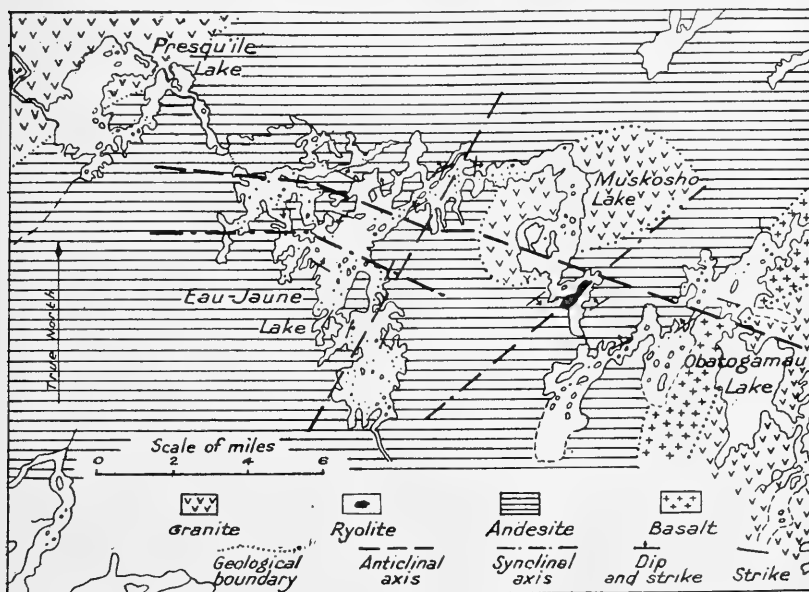 Presqu'ile
Lake
Muskosho
Lake
Eau-Jaune
Lake
True North
Obatogamau
Lake
Scale of miles
0 2 4 6
Granite Ryolite Andesite Basalt
Geological
boundary
Anticlinal
axis
Synclinal
axis
Dip
and strike
Strike